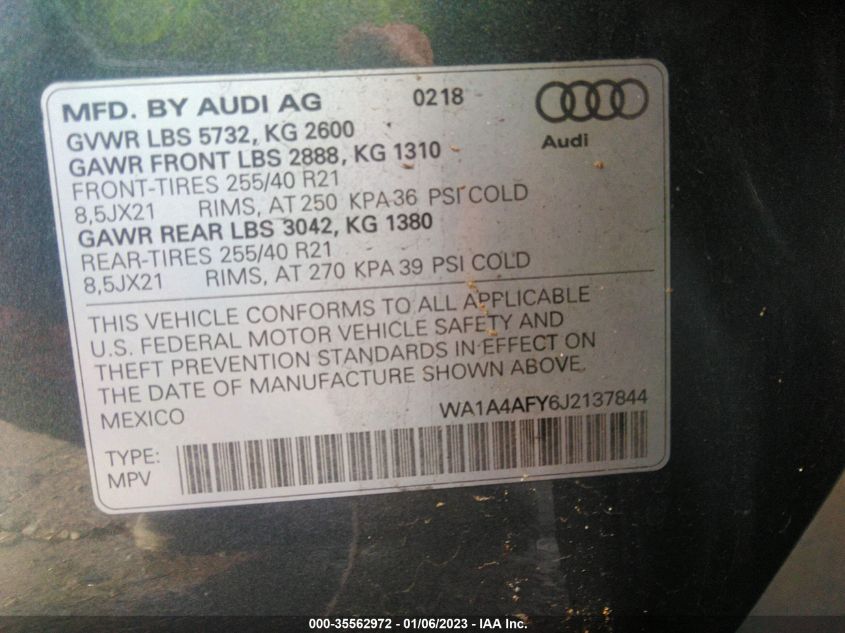 MFD. BY AUDI AG 0218
GVWR LBS 5732, KG 2600
Audi
GAWR FRONT LBS 2888, KG 1310
FRONT-TIRES 255/40 R21
8,5JX21 RIMS, AT 250 KPA 36 PSI COLD
GAWR REAR LBS 3042, KG 1380
REAR-TIRES 255/40 R21
8,5JX21 RIMS, AT 270 KPA 39 PSI COLD
THIS VEHICLE CONFORMS TO ALL APPLICABLE
U.S. FEDERAL MOTOR VEHICLE SAFETY AND
THEFT PREVENTION STANDARDS IN EFFECT ON
THE DATE OF MANUFACTURE SHOWN ABOVE.
MEXICO WA1A4AFY6J2137844
TYPE:
MPV
000-35562972 - 01/06/2023 - IAA Inc.